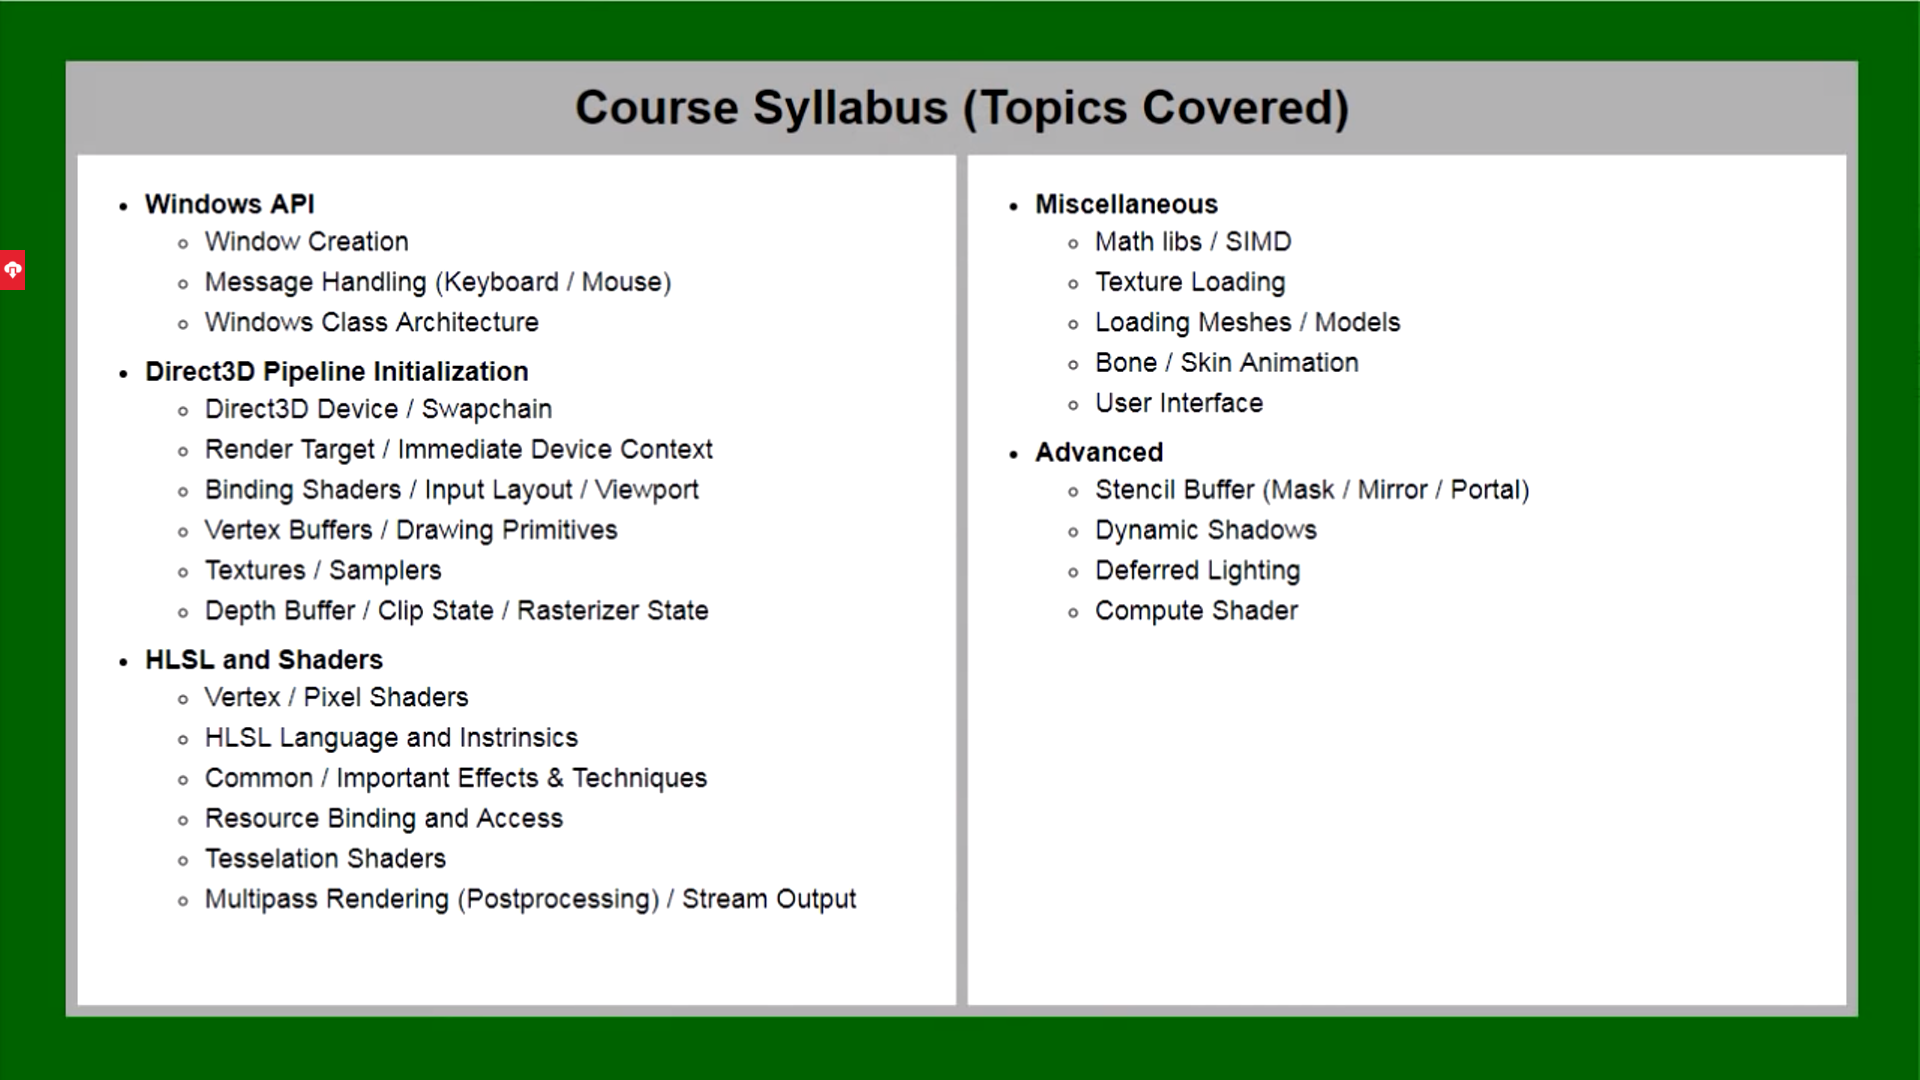 Course Syllabus (Topics Covered)
Windows API
Window Creation
Message Handling (Keyboard / Mouse)
Windows Class Architecture
Direct3D Pipeline Initialization
Direct3D Device / Swapchain
Render Target / Immediate Device Context
Binding Shaders / Input Layout / Viewport
Vertex Buffers / Drawing Primitives
Textures / Samplers
Depth Buffer / Clip State / Rasterizer State
HLSL and Shaders
Vertex / Pixel Shaders
HLSL Language and Instrinsics
Common / Important Effects & Techniques
Resource Binding and Access
Tesselation Shaders
Multipass Rendering (Postprocessing) / Stream Output
Miscellaneous
Math libs / SIMD
Texture Loading
Loading Meshes / Models
Bone / Skin Animation
User Interface
Advanced
Stencil Buffer (Mask / Mirror / Portal)
Dynamic Shadows
Deferred Lighting
Compute Shader